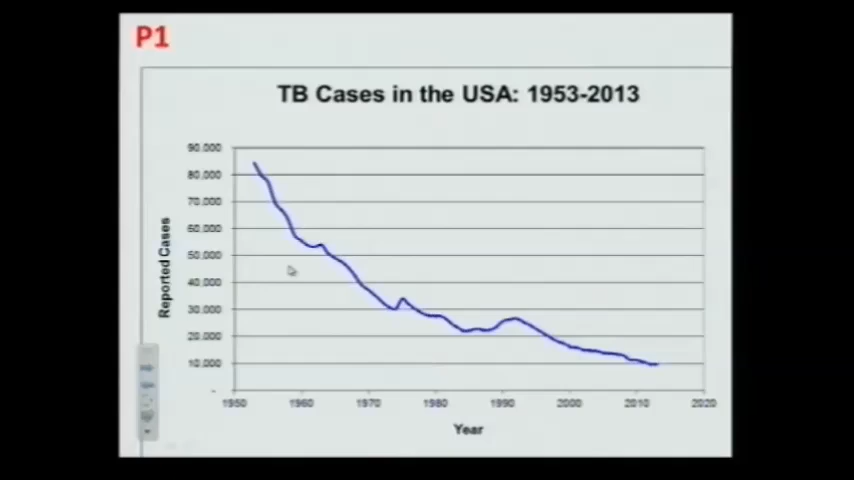 P1
TB Cases in the USA: 1953-2013
90,000
80,000
70,000
60,000
50,000
40,000
30,000
20,000
10,000
-
Reported Cases
1950 1960 1970 1980 1990 2000 2010 2020
Year